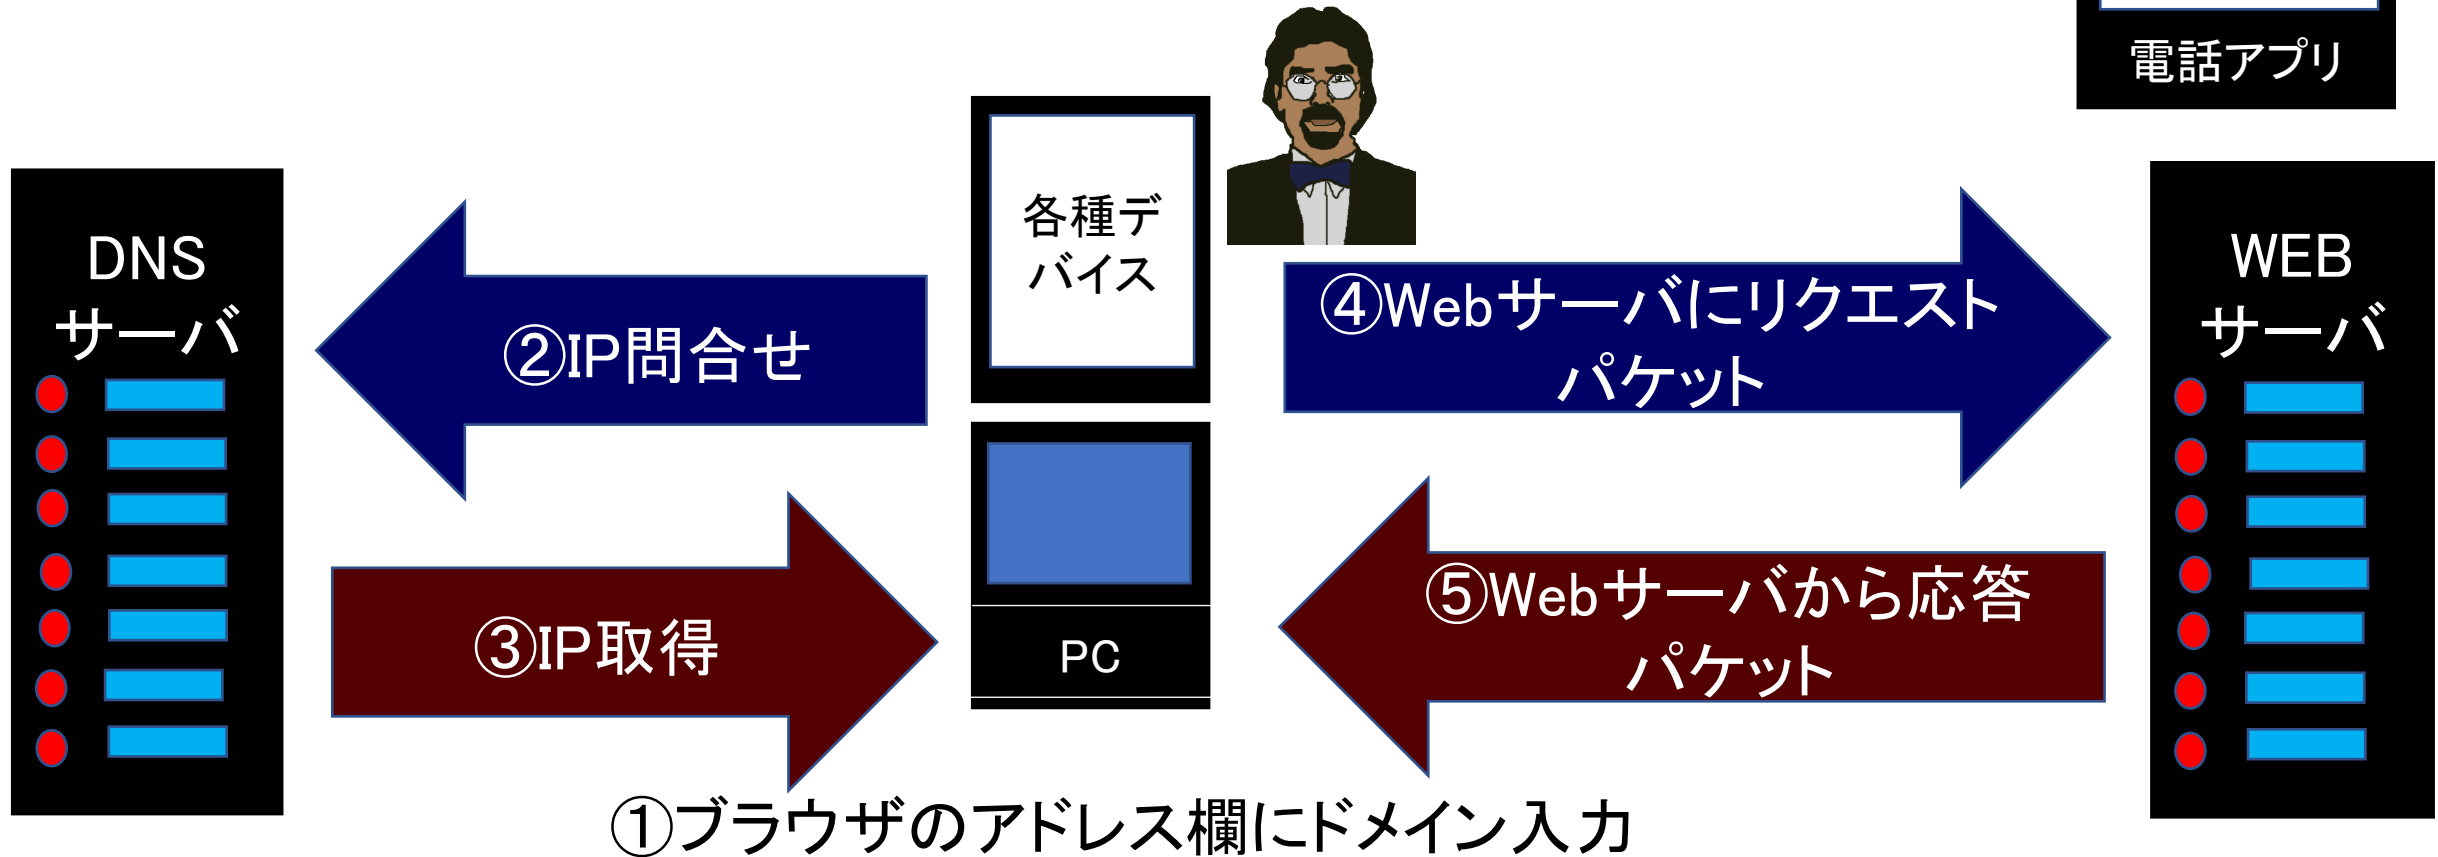 電話アプリ
DNS
サーバ
各種デ
バイス
WEB
サーバ
②IP問合せ
④Webサーバにリクエスト
パケット
③IP取得
PC
⑤Webサーバから応答
パケット
①ブラウザのアドレス欄にドメイン入力